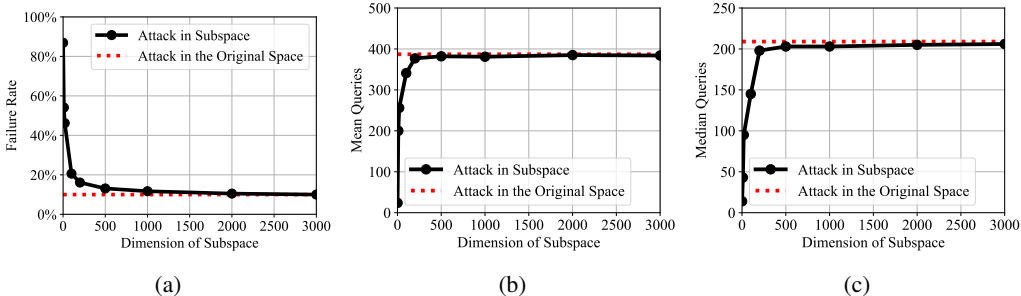 100%
80%
60%
40%
20%
0%
Failure Rate
Attack in Subspace
Attack in the Original Space
0 500 1000 1500 2000 2500 3000
Dimension of Subspace
(a)
500
400
300
200
100
0
Mean Queries
Attack in Subspace
Attack in the Original Space
0 500 1000 1500 2000 2500 3000
Dimension of Subspace
(b)
250
200
150
100
50
0
Median Queries
Attack in Subspace
Attack in the Original Space
0 500 1000 1500 2000 2500 3000
Dimension of Subspace
(c)